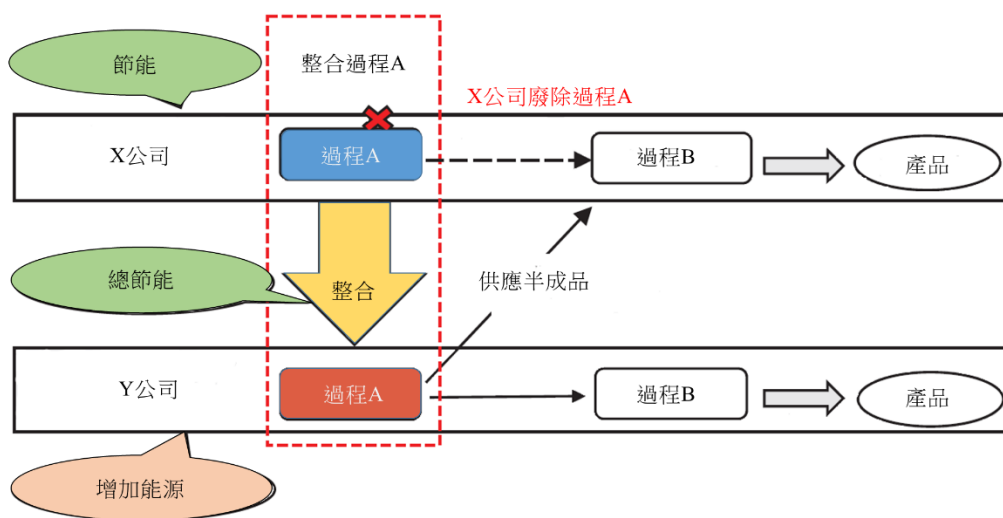 節能
整合過程A
X公司廢除過程A
X公司
過程A
過程B
產品
總節能
整合
供應半成品
Y公司
過程A
過程B
產品
增加能源